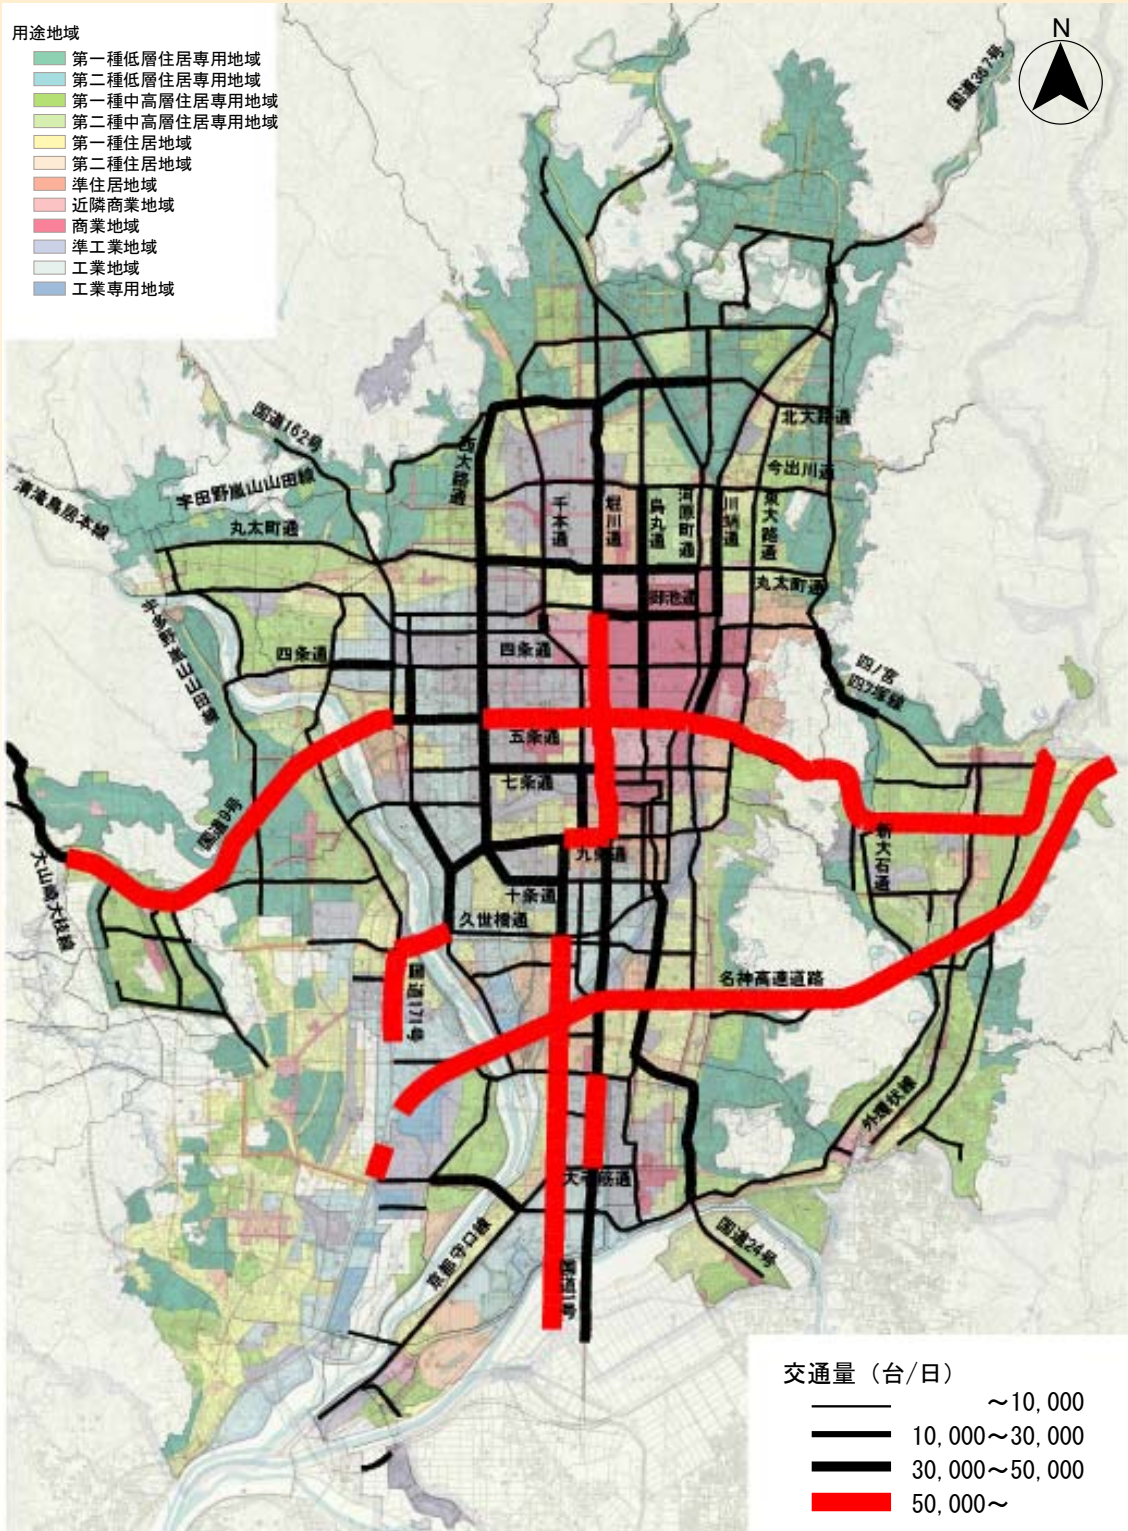 用途地域
第一種低層住居専用地域
第二種低層住居専用地域
第一種中高層住居専用地域
第二種中高層住居専用地域
第一種住居地域
第二種住居地域
準住居地域
近隣商業地域
商業地域
準工業地域
工業地域
工業専用地域
N
国道367号
国道162号
宇田野嵐山山田線
清滝鳥居本線
丸太町通
西大路通
北大路通
今出川通
千本通
堀川通
烏丸通
河原町通
川端通
東大路通
丸太町通
御池通
四条通
四条通
四ノ宮
四ツ塚線
五条通
七条通
国道9号
大山崎大枝線
九条通
十条通
久世橋通
新大石通
国道171号
名神高速道路
外環状線
国道24号
京都守口線
国道1号
交通量（台/日）
～10,000
10,000～30,000
30,000～50,000
50,000～